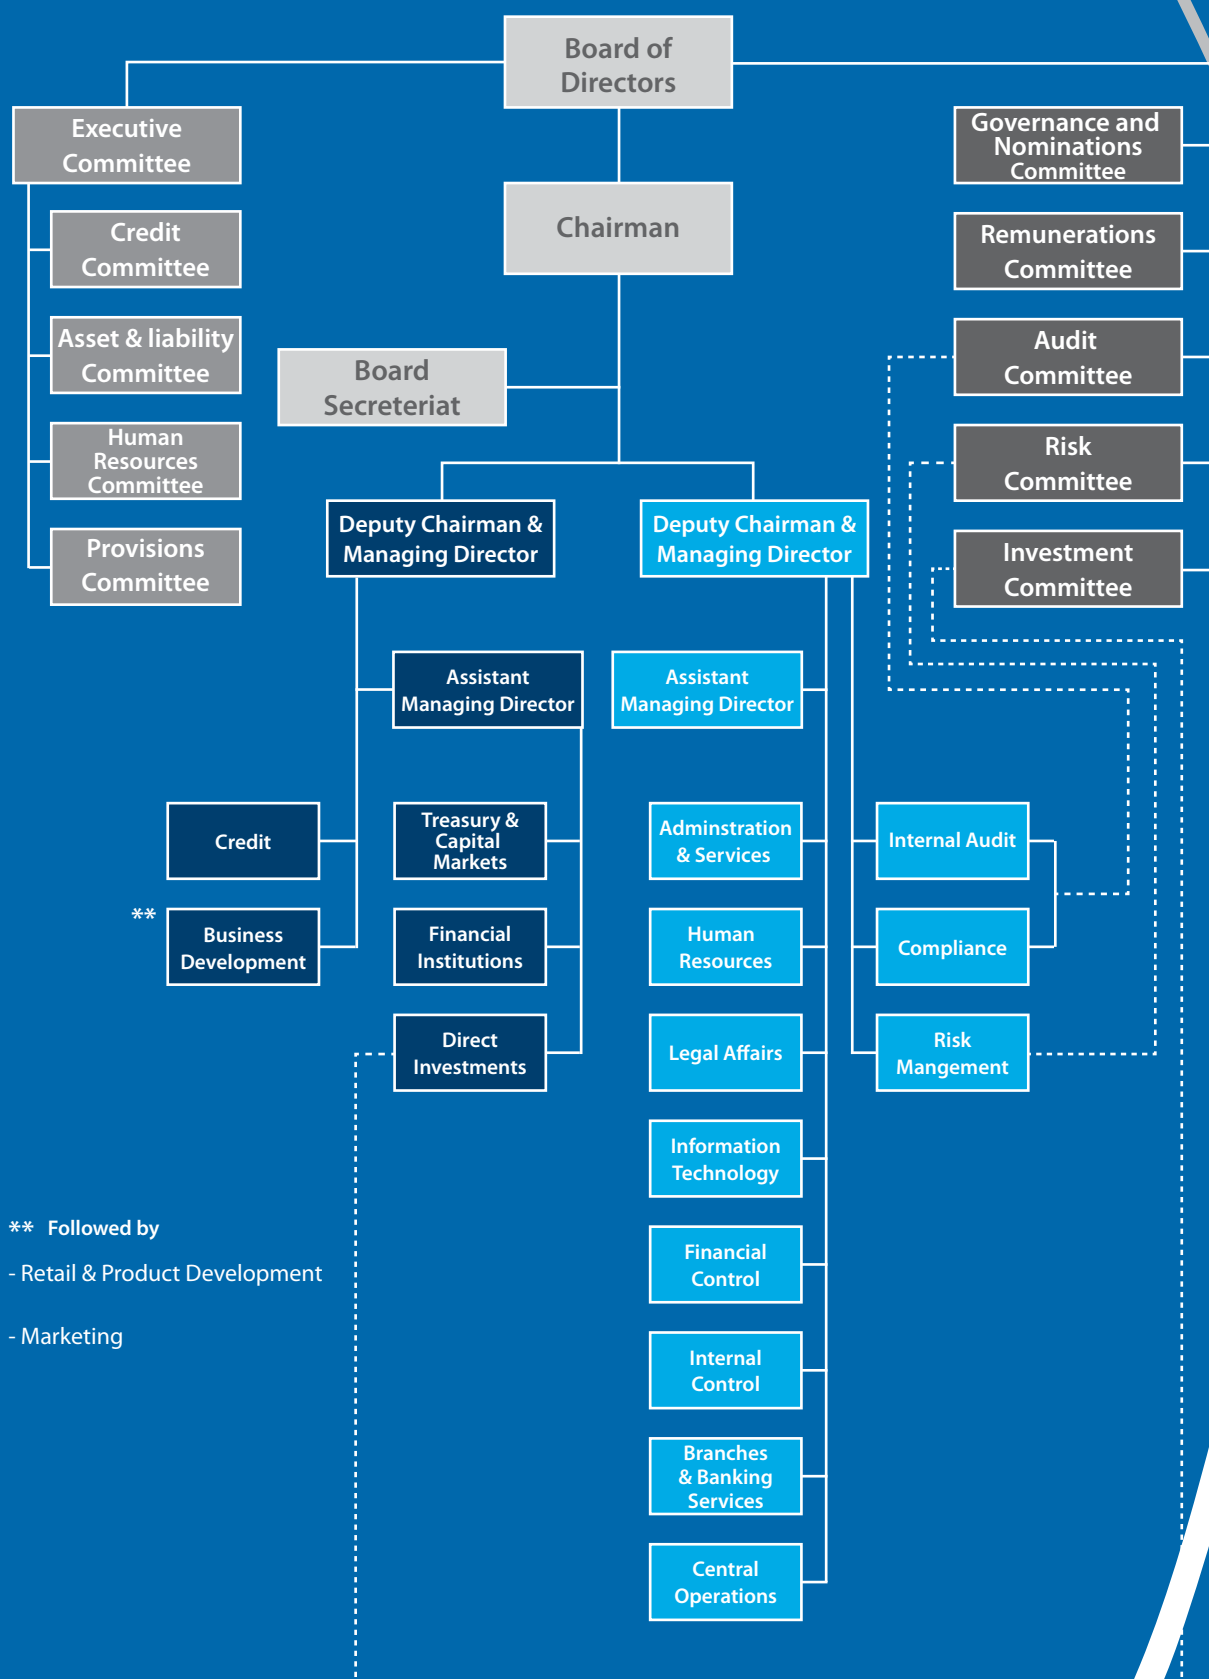 Board of
Directors
Executive
Committee
Governance and
Nominations
Committee
Chairman
Credit
Committee
Remunerations
Committee
Asset & liability
Committee
Board
Secreteriat
Audit
Committee
Human
Resources
Committee
Risk
Committee
Provisions
Committee
Deputy Chairman &
Managing Director
Deputy Chairman &
Managing Director
Investment
Committee
Assistant
Managing Director
Assistant
Managing Director
Credit
Treasury &
Capital
Markets
Adminstration
& Services
Internal Audit
**
Business
Development
Financial
Institutions
Human
Resources
Compliance
Direct
Investments
Legal Affairs
Risk
Mangement
Information
Technology
** Followed by
- Retail & Product Development
- Marketing
Financial
Control
Internal
Control
Branches
& Banking
Services
Central
Operations